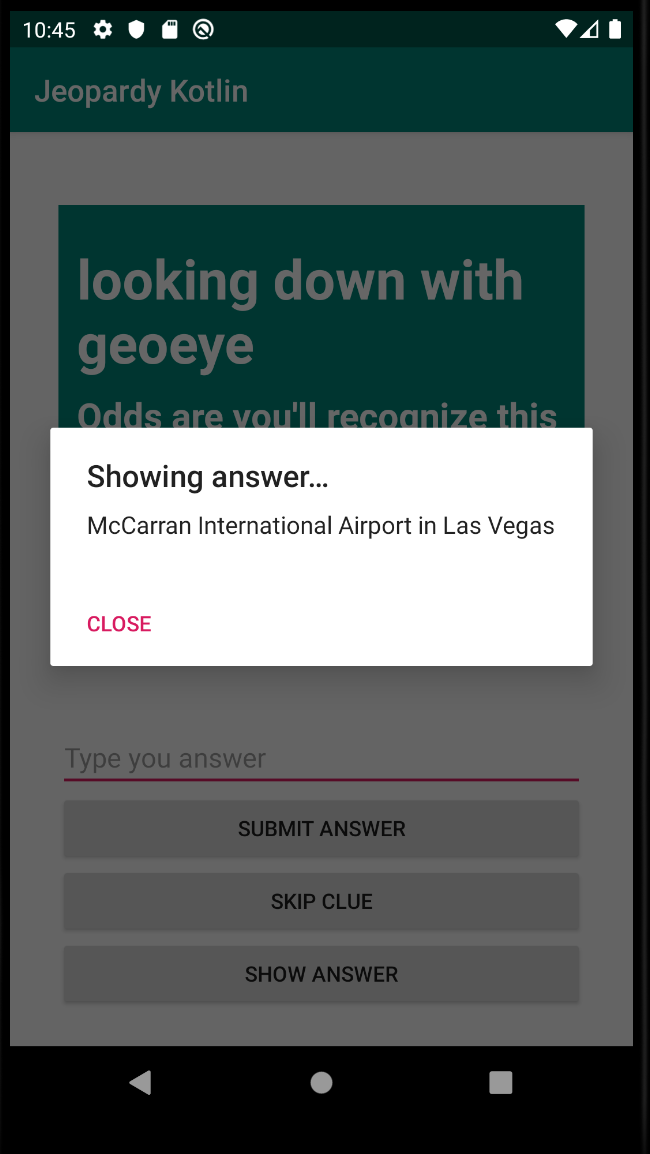 10:45
Jeopardy Kotlin
looking down with
geoeye
Odds are you'll recognize this
Showing answer...
McCarran International Airport in Las Vegas
CLOSE
Type you answer
SUBMIT ANSWER
SKIP CLUE
SHOW ANSWER